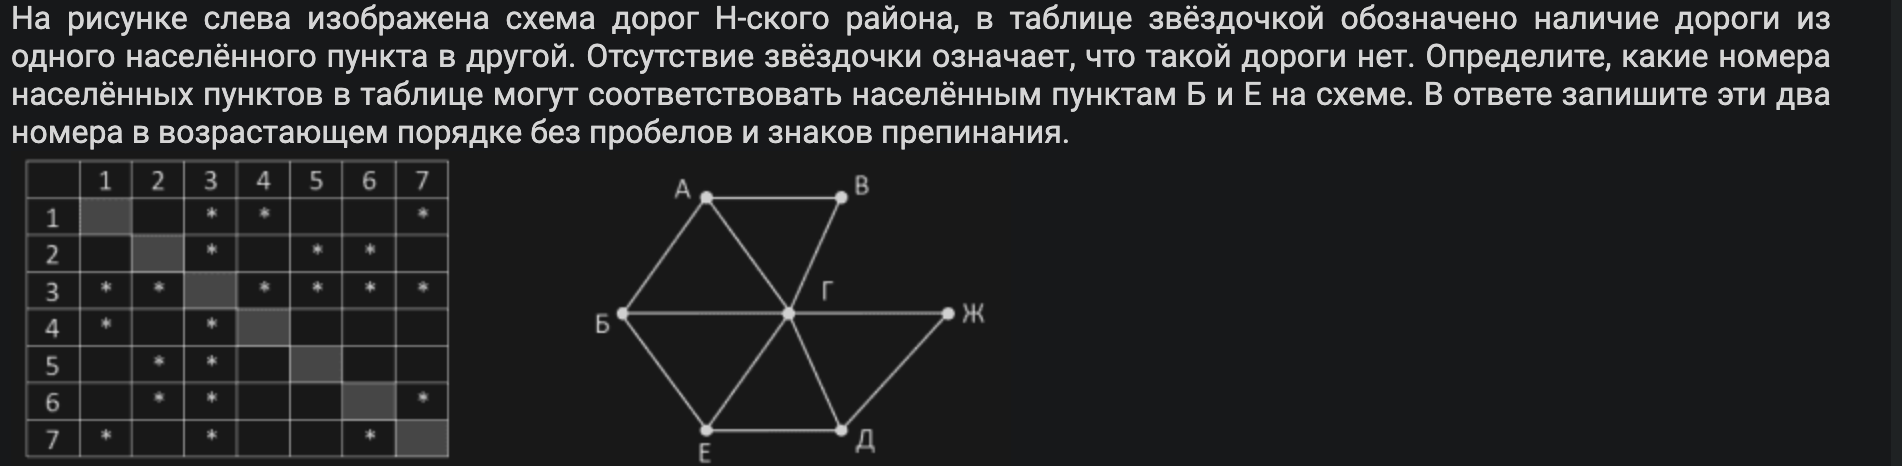 На рисунке слева изображена схема дорог Н-ского района, в таблице звёздочкой обозначено наличие дороги из
одного населённого пункта в другой. Отсутствие звёздочки означает, что такой дороги нет. Определите, какие номера
населённых пунктов в таблице могут соответствовать населённым пунктам Б и Е на схеме. В ответе запишите эти два
номера в возрастающем порядке без пробелов и знаков препинания.
1 2 3 4 5 6 7
1 * * *
2 * * *
3 * * * * * *
4 * *
5 * *
6 * * *
7 * * *
А В
Г
Б Ж
Е Д